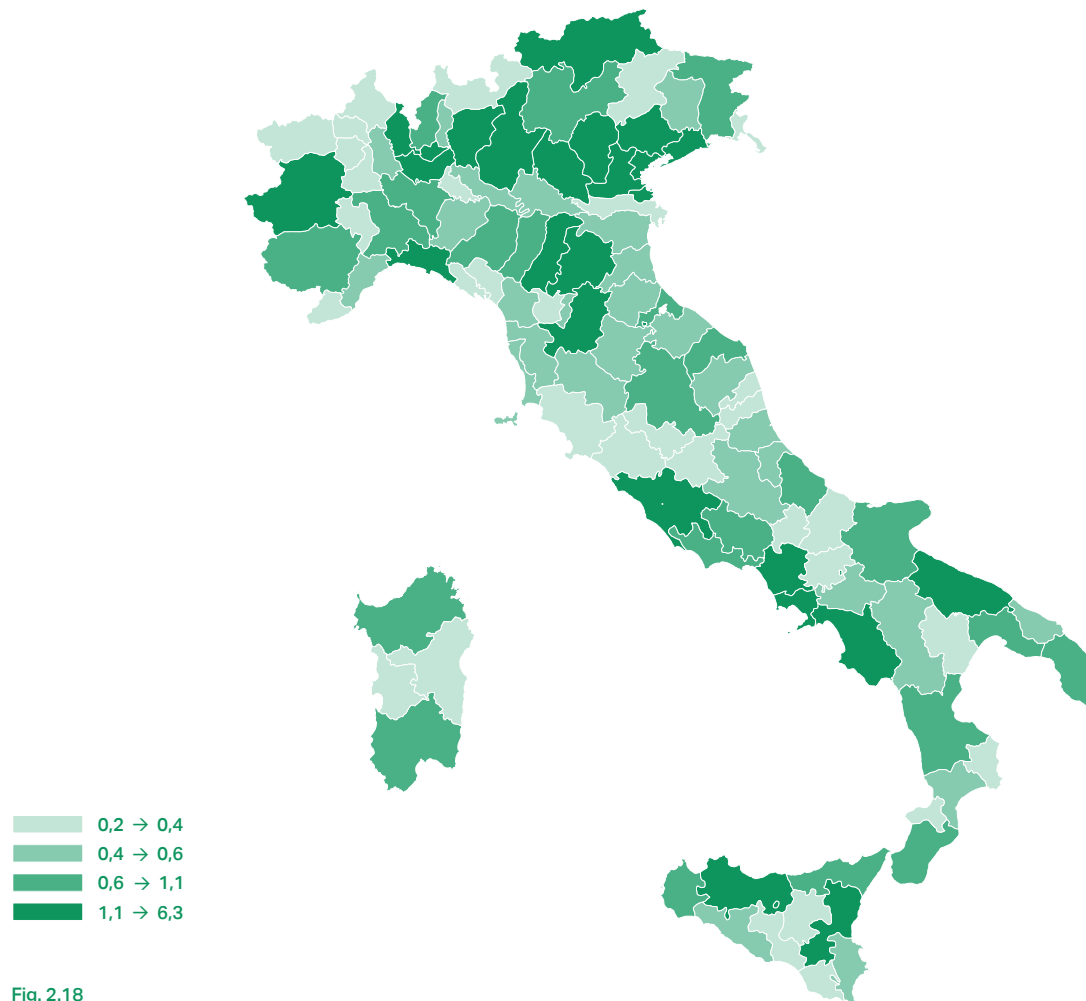 0,2 → 0,4
0,4 → 0,6
0,6 → 1,1
1,1 → 6,3
Fig. 2.18